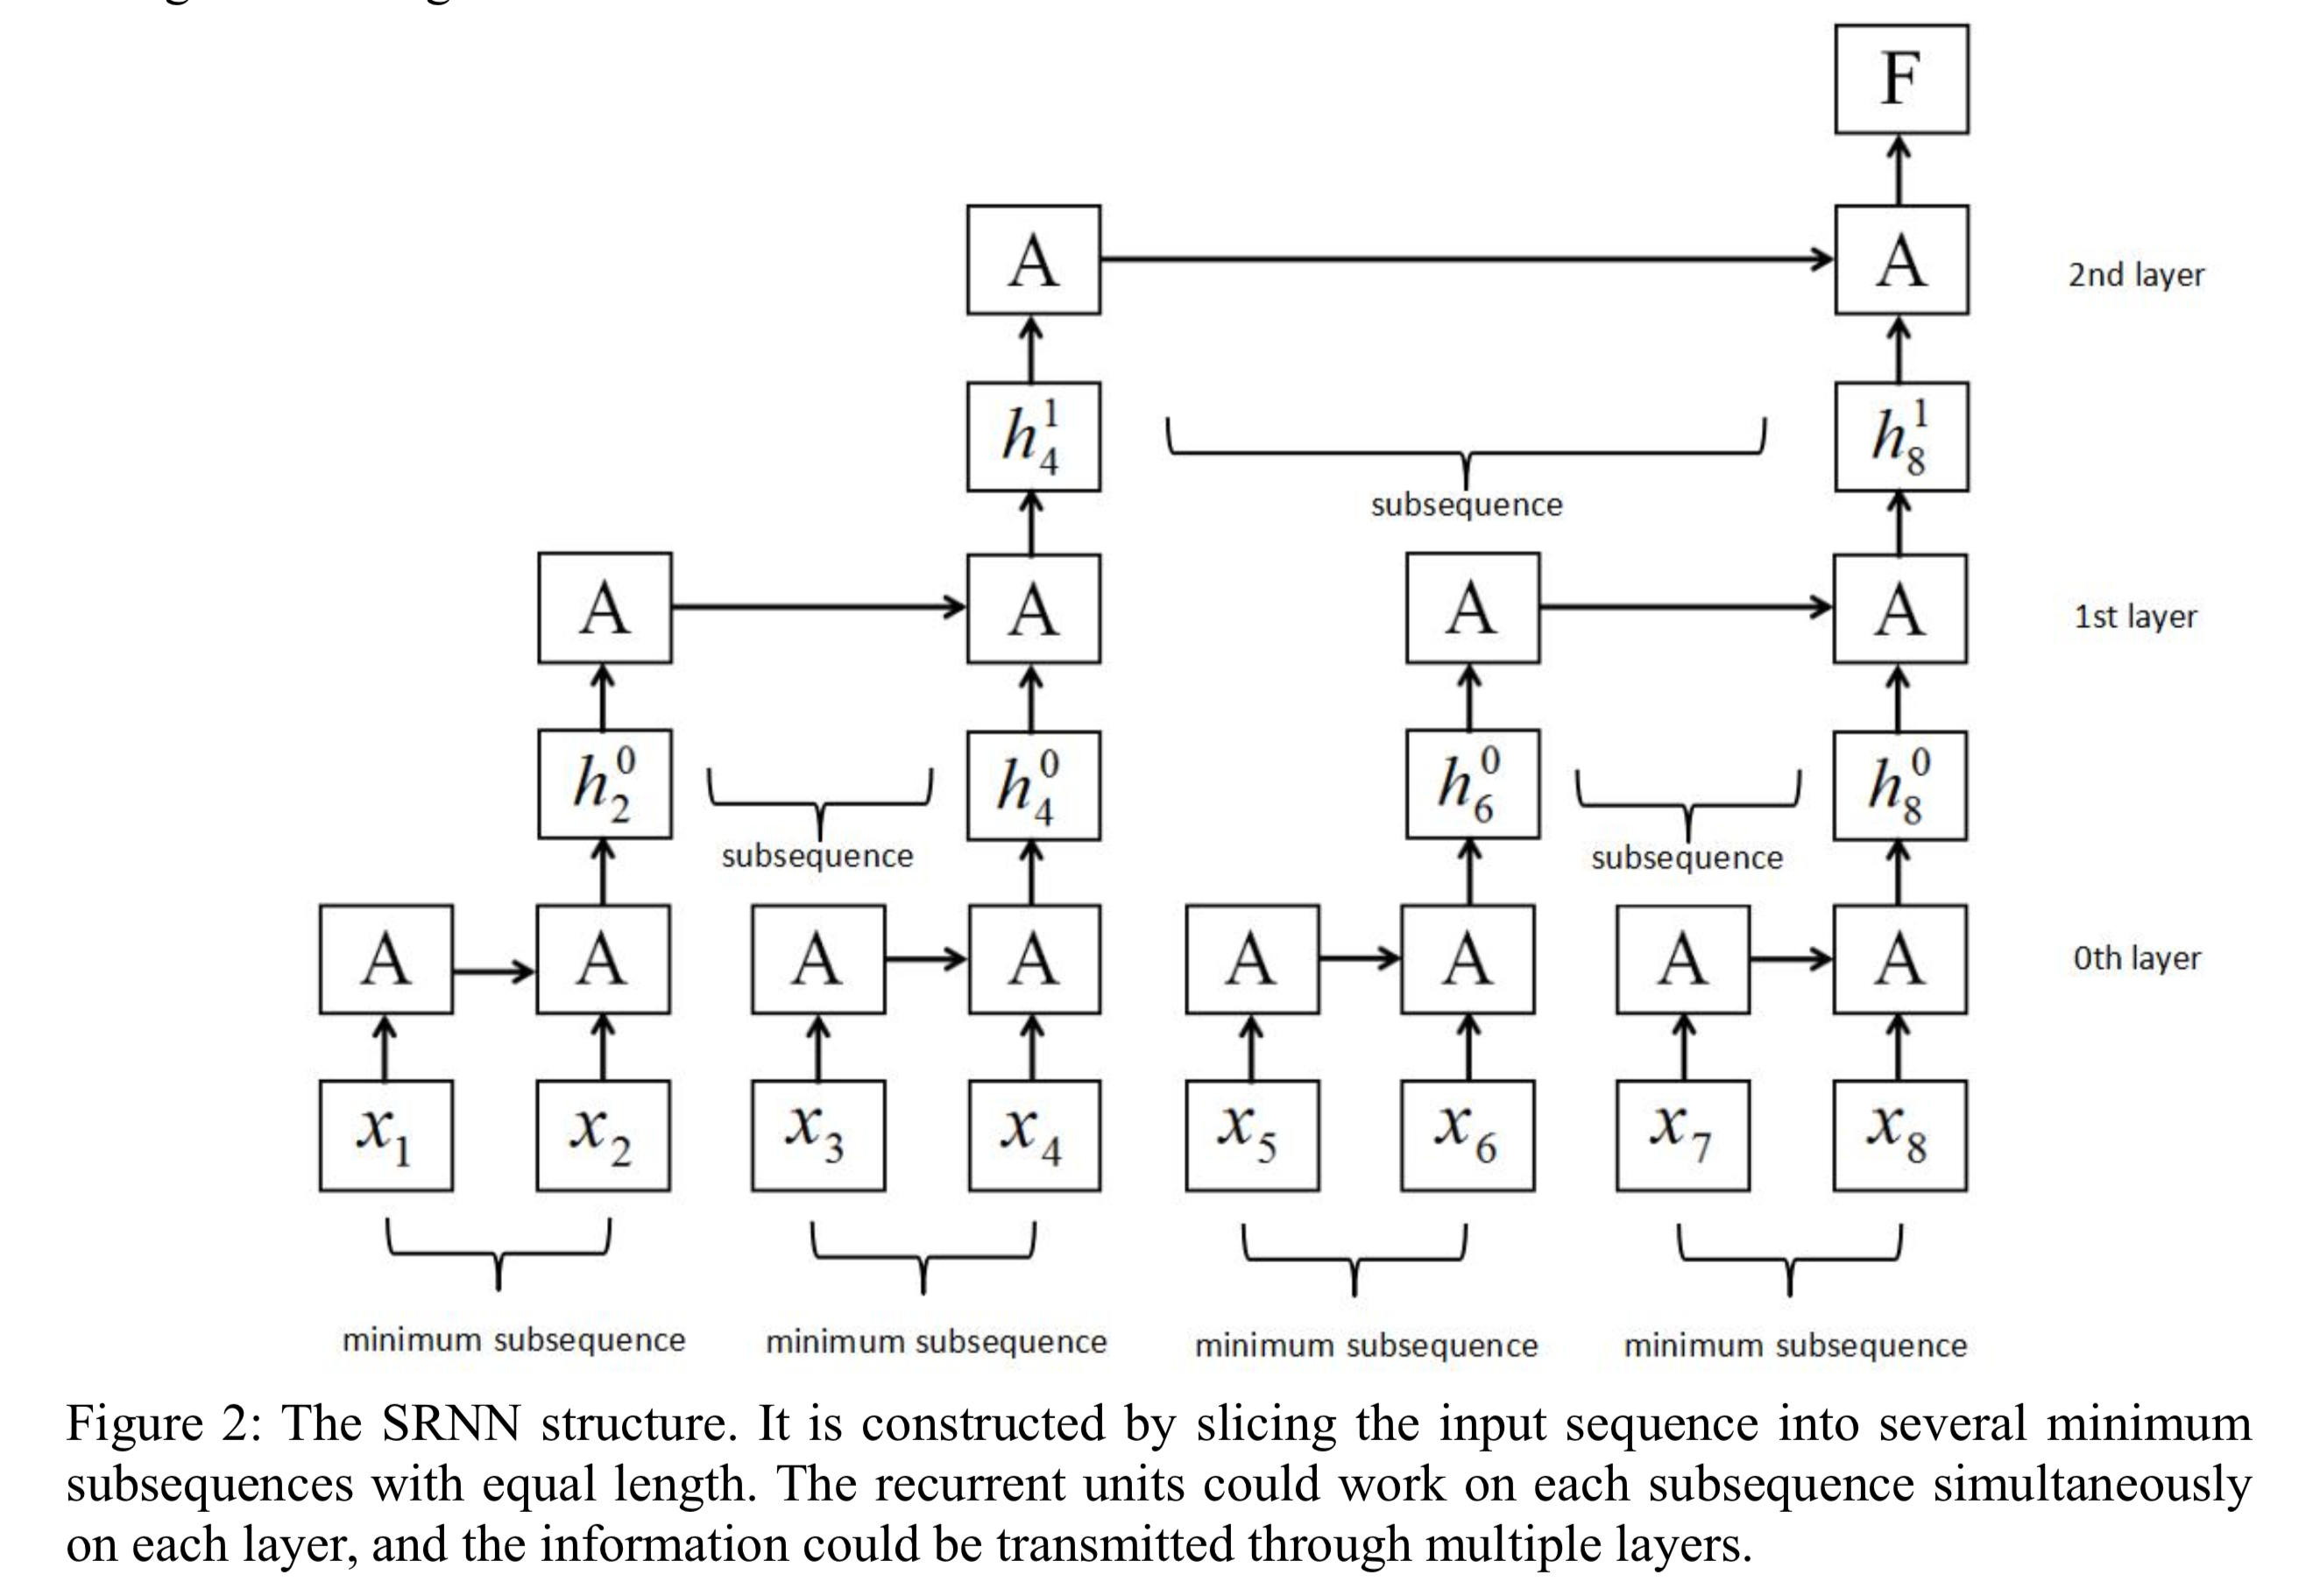 F
A A 2nd layer
h_4^1 h_8^1
subsequence
A A A A 1st layer
h_2^0 h_4^0 h_6^0 h_8^0
subsequence subsequence
A A A A A A A A 0th layer
x_1 x_2 x_3 x_4 x_5 x_6 x_7 x_8
minimum subsequence minimum subsequence minimum subsequence minimum subsequence
Figure 2: The SRNN structure. It is constructed by slicing the input sequence into several minimum
subsequences with equal length. The recurrent units could work on each subsequence simultaneously
on each layer, and the information could be transmitted through multiple layers.